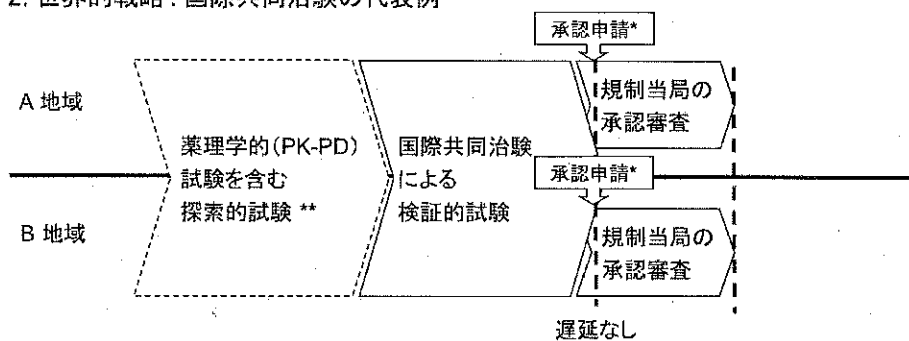 2. 世界的戦略：国際共同治験の代表例
承認申請*
A 地域
規制当局の
承認審査
薬理学的(PK-PD)
試験を含む
探索的試験 **
国際共同治験
による
検証的試験
承認申請*
B 地域
規制当局の
承認審査
遅延なし